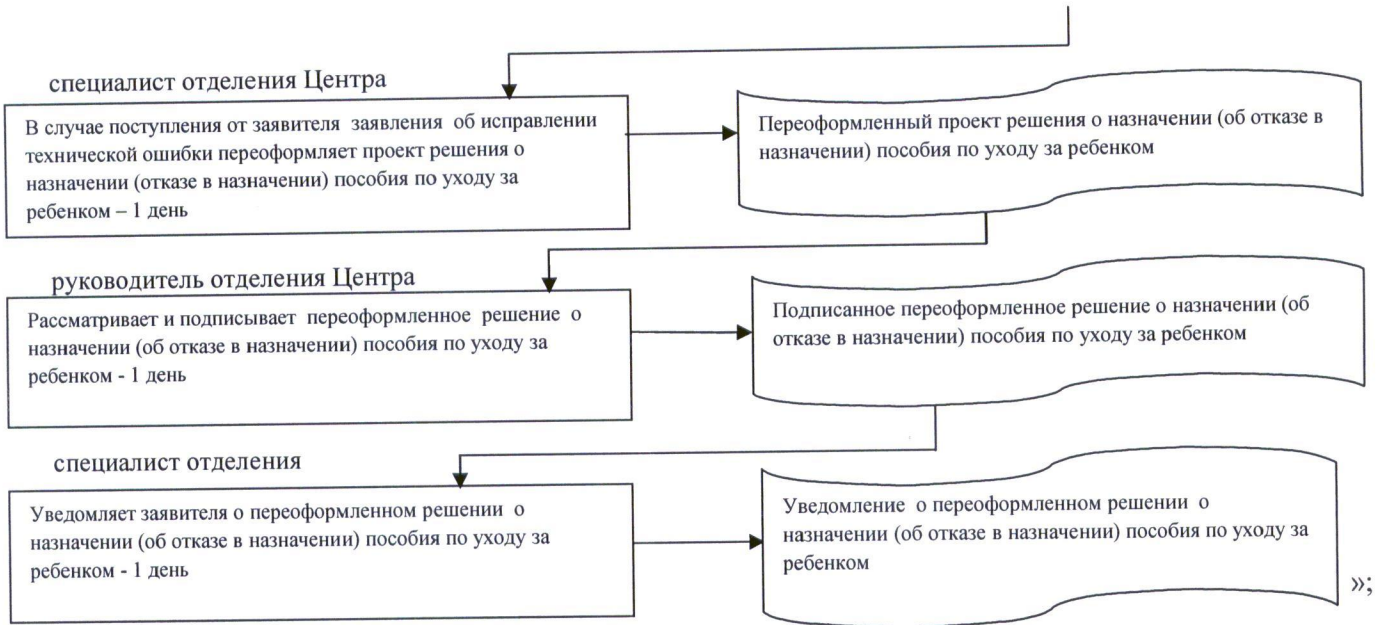 специалист отделения Центра
В случае поступления от заявителя заявления об исправлении
технической ошибки переоформляет проект решения о
назначении (отказе в назначении) пособия по уходу за
ребенком – 1 день
Переоформленный проект решения о назначении (об отказе в
назначении) пособия по уходу за ребенком
руководитель отделения Центра
Рассматривает и подписывает переоформленное решение о
назначении (об отказе в назначении) пособия по уходу за
ребенком - 1 день
Подписанное переоформленное решение о назначении (об
отказе в назначении) пособия по уходу за ребенком
специалист отделения
Уведомляет заявителя о переоформленном решении о
назначении (об отказе в назначении) пособия по уходу за
ребенком - 1 день
Уведомление о переоформленном решении о
назначении (об отказе в назначении) пособия по уходу за
ребенком
»;